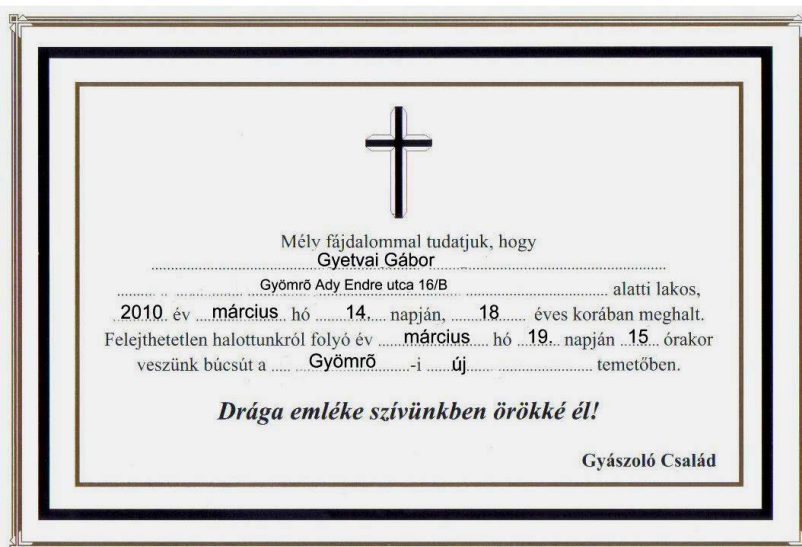 Mély fájdalommal tudatjuk, hogy
Gyetvai Gábor
Gyömrõ Ady Endre utca 16/B alatti lakos,
2010 év március hó 14. napján, 18 éves korában meghalt.
Felejthetetlen halottunkról folyó év március hó 19. napján 15 órakor
veszünk búcsút a Gyömrõ -i új temetőben.
Drága emléke szívünkben örökké él!
Gyászoló Család